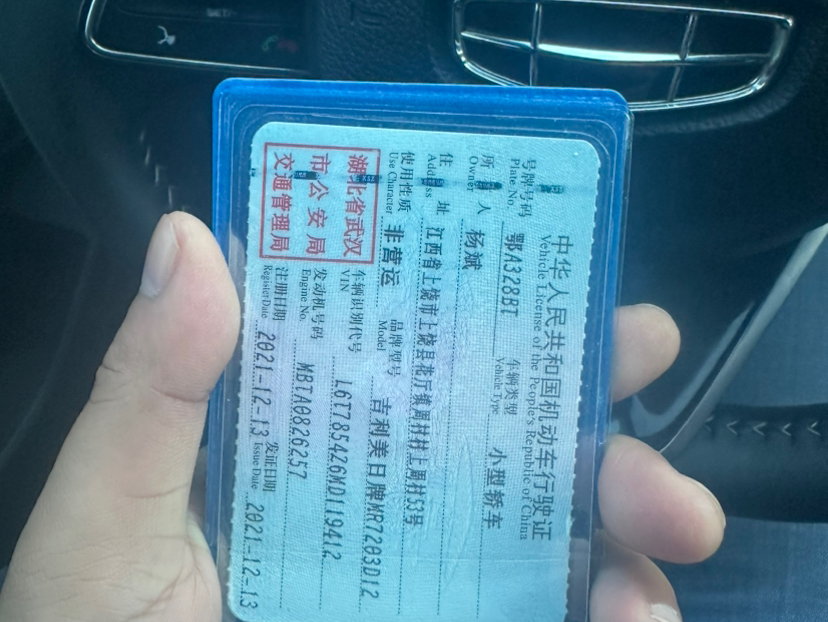 中华人民共和国机动车行驶证
Vehicle License of the People's Republic of China
号牌号码 鄂A328BT 车辆类型 小型轿车
Plate No. Vehicle Type
所 人 杨斌
Owner
住 址 江西省上饶市上饶县北厅镇周村村上周村53号
Address
使用性质 非营运 品牌型号 吉利美日牌MR7203D12
Use Character Model
湖北省武汉
市公安局
交通管理局
车辆识别代号 L6T7854Z6MD119412
VIN
发动机号码 MBTA0826257
Engine No.
注册日期 2021-12-13 发证日期 2021-12-13
Register Date Issue Date
SET